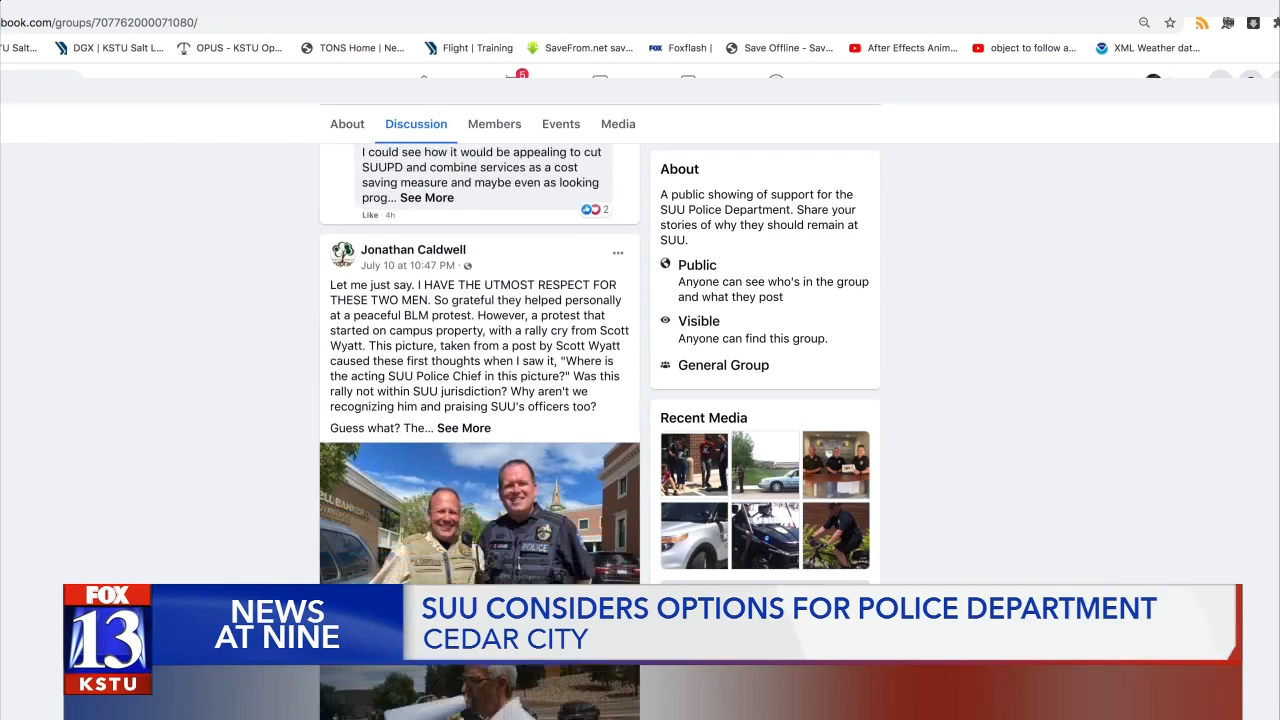 book.com/groups/707762000071080/
TU Salt...
DGX | KSTU Salt L...
OPUS - KSTU Op...
TONS Home | Ne...
Flight | Training
SaveFrom.net sav...
FOX
Foxflash |
Save Offline - Sav...
After Effects Anim...
object to follow a...
XML Weather dat...
5
About
Discussion
Members
Events
Media
I could see how it would be appealing to cut
SUUPD and combine services as a cost
saving measure and maybe even as looking
prog... See More
2
Like · 4h
Jonathan Caldwell
July 10 at 10:47 PM ·
Let me just say. I HAVE THE UTMOST RESPECT FOR
THESE TWO MEN. So grateful they helped personally
at a peaceful BLM protest. However, a protest that
started on campus property, with a rally cry from Scott
Wyatt. This picture, taken from a post by Scott Wyatt
caused these first thoughts when I saw it, "Where is
the acting SUU Police Chief in this picture?" Was this
rally not within SUU jurisdiction? Why aren't we
recognizing him and praising SUU's officers too?
Guess what? The... See More
POLICE
About
A public showing of support for the
SUU Police Department. Share your
stories of why they should remain at
SUU.
Public
Anyone can see who's in the group
and what they post
Visible
Anyone can find this group.
General Group
Recent Media
FOX
13
KSTU
NEWS
AT NINE
SUU CONSIDERS OPTIONS FOR POLICE DEPARTMENT
CEDAR CITY